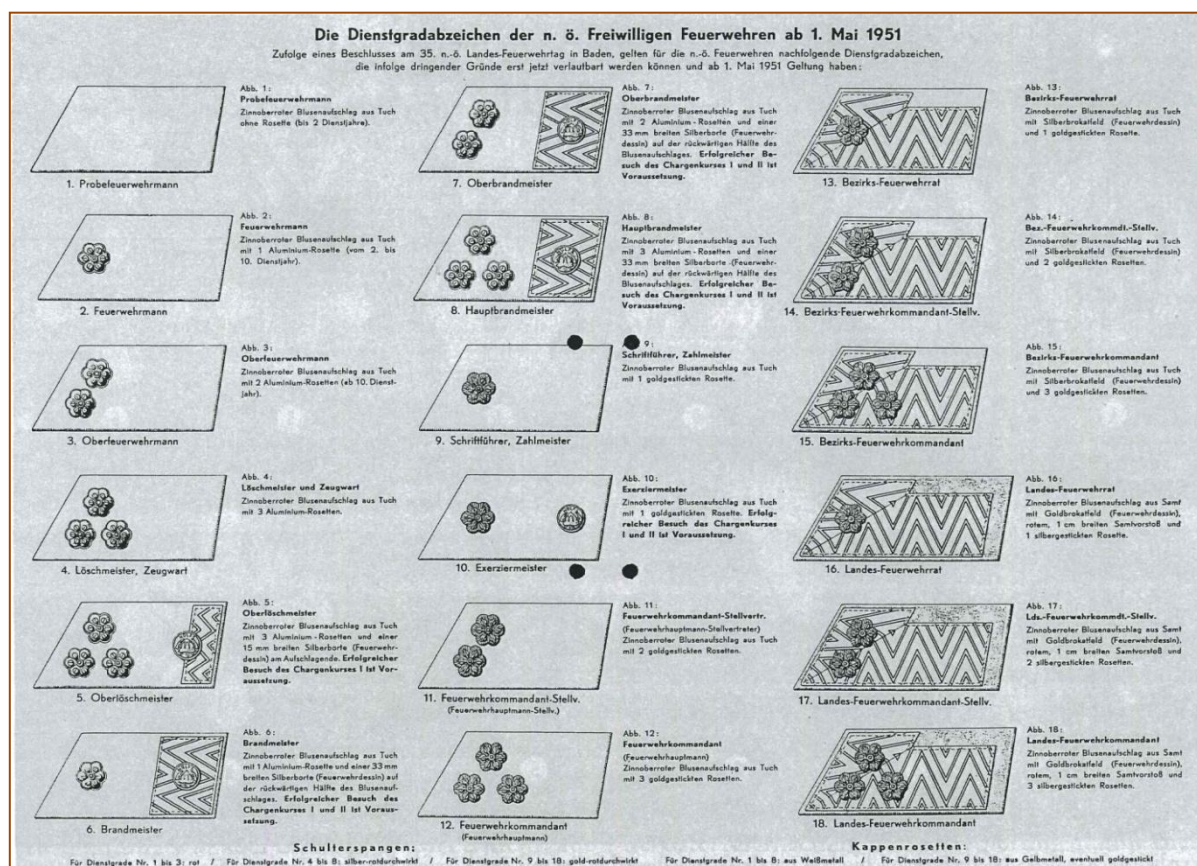 Die Dienstgradabzeichen der n. ö. Freiwilligen Feuerwehren ab 1. Mai 1951
Zufolge eines Beschlusses am 35. n.-ö. Landes-Feuerwehrtag in Baden, gelten für die n.-ö. Feuerwehren nachfolgende Dienstgradabzeichen,
die infolge dringender Gründe erst jetzt verlautbart werden können und ab 1. Mai 1951 Geltung haben:
Abb. 1:
Probefeuerwehrmann
Zinnoberroter Blusenaufschlag aus Tuch
ohne Rosette (bis 2 Dienstjahre).
1. Probefeuerwehrmann
Abb. 2:
Feuerwehrmann
Zinnoberroter Blusenaufschlag aus Tuch
mit 1 Aluminium-Rosette (vom 2. bis
10. Dienstjahr).
2. Feuerwehrmann
Abb. 3:
Oberfeuerwehrmann
Zinnoberroter Blusenaufschlag aus Tuch
mit 2 Aluminium-Rosetten (ab 10. Dienst-
jahr).
3. Oberfeuerwehrmann
Abb. 4:
Löschmeister und Zeugwart
Zinnoberroter Blusenaufschlag aus Tuch
mit 3 Aluminium-Rosetten.
4. Löschmeister, Zeugwart
Abb. 5:
Oberlöschmeister
Zinnoberroter Blusenaufschlag aus Tuch
mit 3 Aluminium-Rosetten und einer
15 mm breiten Silberborte (Feuerwehr-
dessin) am Aufschlagende. Erfolgreicher
Besuch des Chargenkurses I ist Vor-
aussetzung.
5. Oberlöschmeister
Abb. 6:
Brandmeister
Zinnoberroter Blusenaufschlag aus Tuch
mit 1 Aluminium-Rosette und einer 33 mm
breiten Silberborte (Feuerwehrdessin) auf
der rückwärtigen Hälfte des Blusenauf-
schlages. Erfolgreicher Besuch des
Chargenkurses I und II ist Voraus-
setzung.
6. Brandmeister
Abb. 7:
Oberbrandmeister
Zinnoberroter Blusenaufschlag aus Tuch
mit 2 Aluminium-Rosetten und einer
33 mm breiten Silberborte (Feuerwehr-
dessin) auf der rückwärtigen Hälfte des
Blusenaufschlages. Erfolgreicher Be-
such des Chargenkurses I und II ist
Voraussetzung.
7. Oberbrandmeister
Abb. 8:
Hauptbrandmeister
Zinnoberroter Blusenaufschlag aus Tuch
mit 3 Aluminium-Rosetten und einer
33 mm breiten Silberborte (Feuerwehr-
dessin) auf der rückwärtigen Hälfte des
Blusenaufschlages. Erfolgreicher Be-
such des Chargenkurses I und II ist
Voraussetzung.
8. Hauptbrandmeister
9:
Schriftführer, Zahlmeister
Zinnoberroter Blusenaufschlag aus Tuch
mit 1 goldgestickten Rosette.
9. Schriftführer, Zahlmeister
Abb. 10:
Exerziermeister
Zinnoberroter Blusenaufschlag aus Tuch
mit 1 goldgestickten Rosette. Erfolg-
reicher Besuch das Chargenkurses
I und II ist Voraussetzung.
10. Exerziermeister
Abb. 11:
Feuerwehrkommandant-Stellvertr.
(Feuerwehrhauptmann-Stellvertreter)
Zinnoberroter Blusenaufschlag aus Tuch
mit 2 goldgestickten Rosetten.
11. Feuerwehrkommandant-Stellv.
(Feuerwehrhauptmann-Stellv.)
Abb. 12:
Feuerwehrkommandant
(Feuerwehrhauptmann)
Zinnoberroter Blusenaufschlag aus Tuch
mit 3 goldgestickten Rosetten.
12. Feuerwehrkommandant
(Feuerwehrhauptmann)
Abb. 13:
Bezirks-Feuerwehrrat
Zinnoberroter Blusenaufschlag aus Tuch
mit Silberbrokatfeld (Feuerwehrdessin)
und 1 goldgestickten Rosette.
13. Bezirks-Feuerwehrrat
Abb. 14:
Bez.-Feuerwehrkommdt.-Stellv.
Zinnoberroter Blusenaufschlag aus Tuch
mit Silberbrokatfeld (Feuerwehrdessin)
und 2 goldgestickten Rosetten.
14. Bezirks-Feuerwehrkommandant-Stellv.
Abb. 15:
Bezirks-Feuerwehrkommandant
Zinnoberroter Blusenaufschlag aus Tuch
mit Silberbrokatfeld (Feuerwehrdessin)
und 3 goldgestickten Rosetten.
15. Bezirks-Feuerwehrkommandant
Abb. 16:
Landes-Feuerwehrrat
Zinnoberroter Blusenaufschlag aus Samt
mit Goldbrokatfeld (Feuerwehrdessin),
rotem, 1 cm breiten Samtvorstoß und
1 silbergestickten Rosette.
16. Landes-Feuerwehrrat
Abb. 17:
Lds.-Feuerwehrkommdt.-Stellv.
Zinnoberroter Blusenaufschlag aus Samt
mit Goldbrokatfeld (Feuerwehrdessin),
rotem, 1 cm breiten Samtvorstoß und
2 silbergestickten Rosetten.
17. Landes-Feuerwehrkommandant-Stellv.
Abb. 18:
Landes-Feuerwehrkommandant
Zinnoberroter Blusenaufschlag aus Samt
mit Goldbrokatfeld (Feuerwehrdessin),
rotem, 1 cm breiten Samtvorstoß und
3 silbergestickten Rosetten.
18. Landes-Feuerwehrkommandant
Schulterspangen:
Für Dienstgrade Nr. 1 bis 3: rot / Für Dienstgrade Nr. 4 bis 8: silber-rotdurchwirkt / Für Dienstgrade Nr. 9 bis 18: gold-rotdurchwirkt
Kappenrosetten:
Für Dienstgrade Nr. 1 bis 8: aus Weißmetall / Für Dienstgrade Nr. 9 bis 18: aus Gelbmetall, eventuell goldgestickt